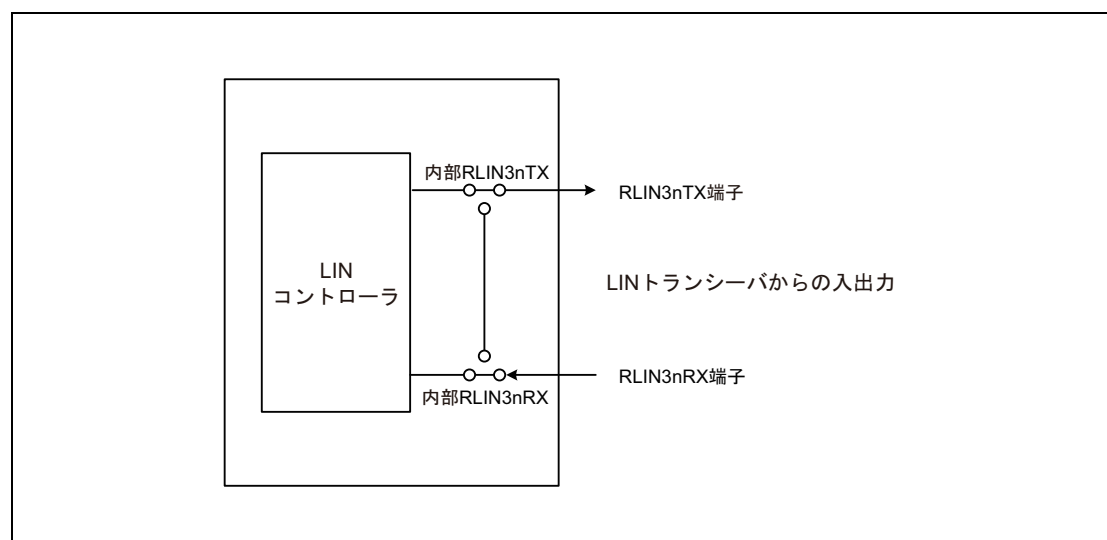 内部RLIN3nTX
RLIN3nTX端子
LIN
コントローラ
LINトランシーバからの入出力
RLIN3nRX端子
内部RLIN3nRX